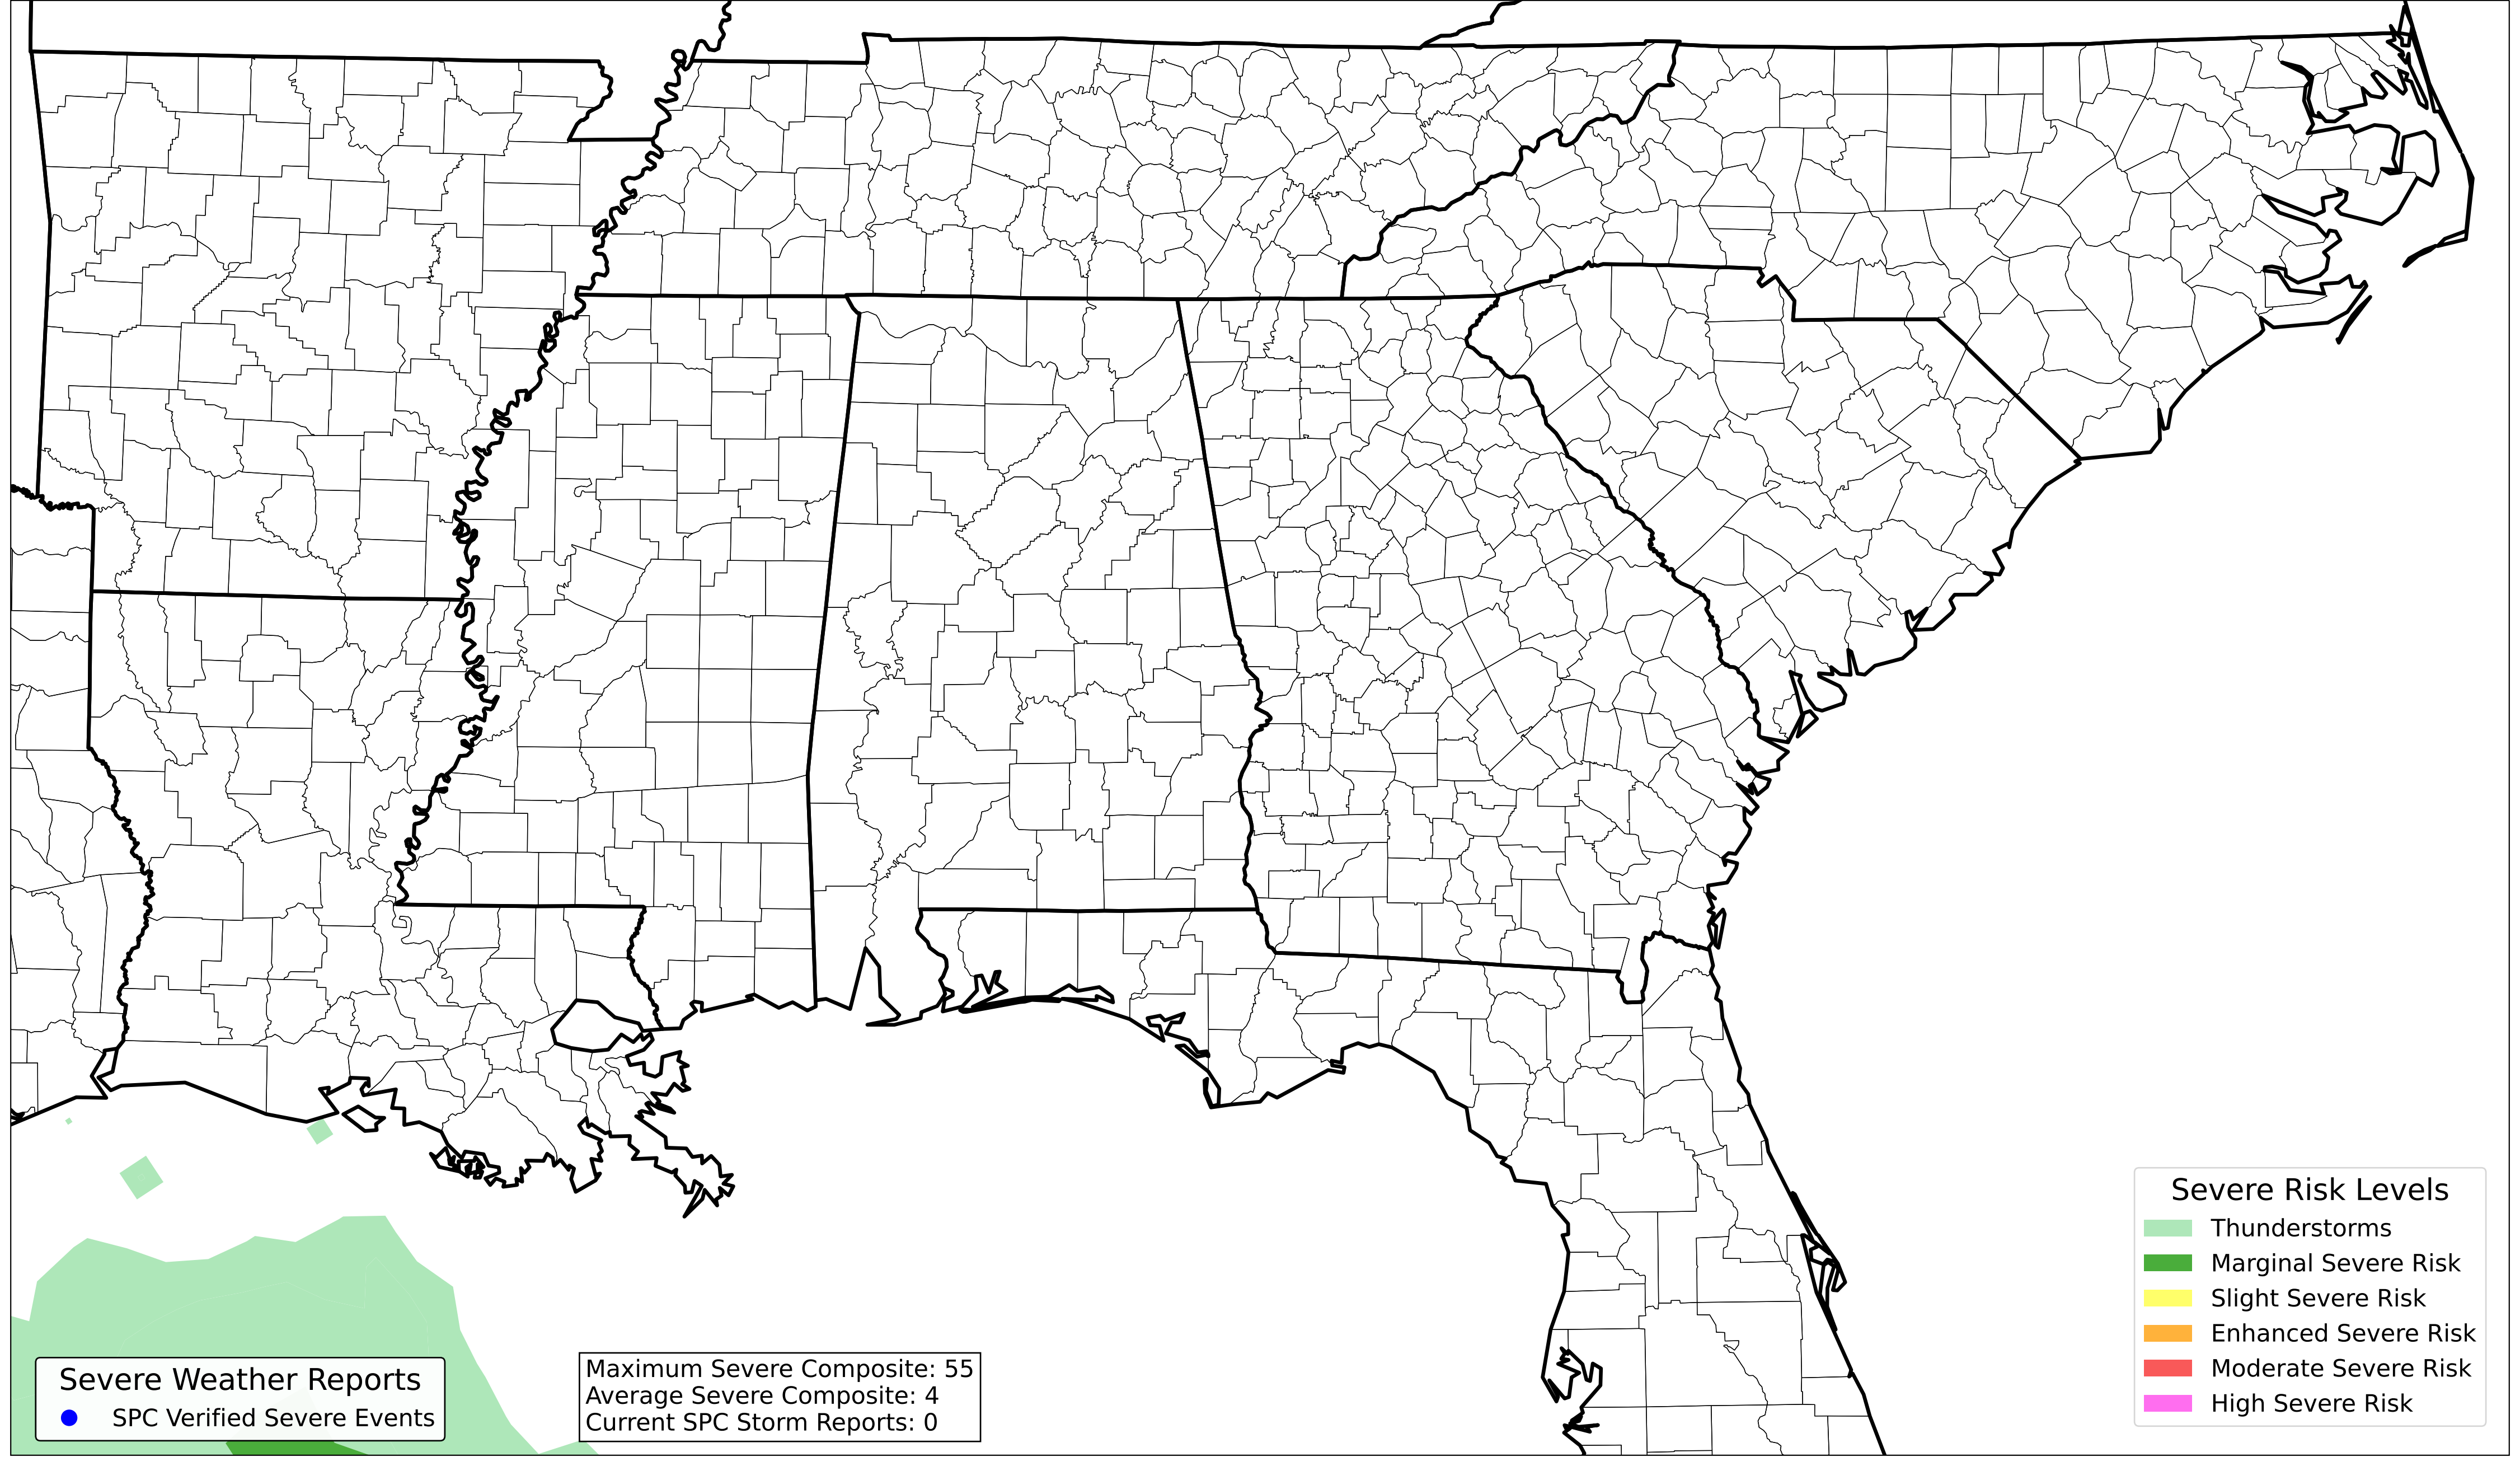 Severe Risk Levels
Thunderstorms
Marginal Severe Risk
Slight Severe Risk
Enhanced Severe Risk
Moderate Severe Risk
High Severe Risk
Severe Weather Reports
SPC Verified Severe Events
Maximum Severe Composite: 55
Average Severe Composite: 4
Current SPC Storm Reports: 0